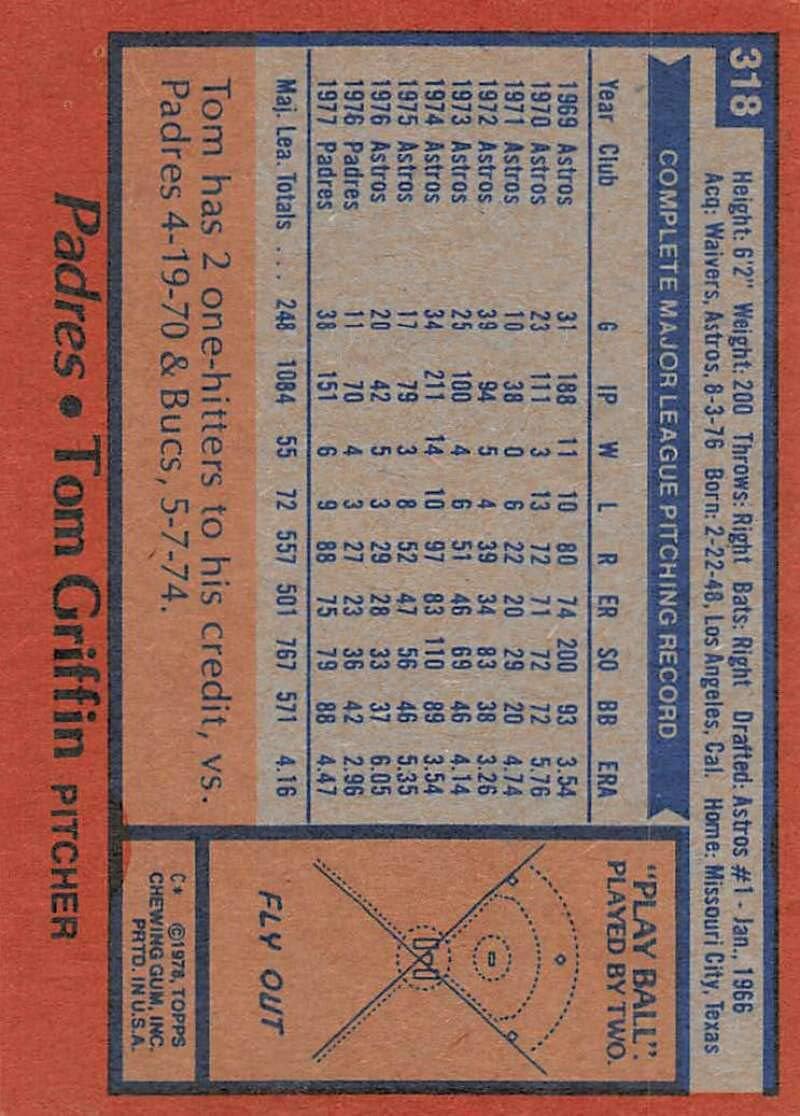 318
Height: 6'2" Weight: 200 Throws: Right Bats: Right Drafted: Astros #1 - Jan., 1966
Acq: Waivers, Astros, 8-3-76 Born: 2-22-48, Los Angeles, Cal. Home: Missouri City, Texas
COMPLETE MAJOR LEAGUE PITCHING RECORD
Year Club G IP W L R ER SO BB ERA
1969 Astros 31 188 11 10 80 74 200 93 3.54
1970 Astros 23 111 3 13 72 71 72 72 5.76
1971 Astros 10 38 0 6 22 20 29 20 4.74
1972 Astros 39 94 5 4 39 34 83 38 3.26
1973 Astros 25 100 4 6 51 46 69 46 4.14
1974 Astros 34 211 14 10 97 83 110 89 3.54
1975 Astros 17 79 3 8 52 47 56 46 5.35
1976 Astros 20 42 5 3 29 28 33 37 6.05
1976 Padres 11 70 4 3 27 23 36 42 2.96
1977 Padres 38 151 6 9 88 75 79 88 4.47
Maj. Lea. Totals . . . 248 1084 55 72 557 501 767 571 4.16
Tom has 2 one-hitters to his credit, vs.
Padres 4-19-70 & Bucs, 5-7-74.
"PLAY BALL":
PLAYED BY TWO.
FLY OUT
C* ©1978, TOPPS
CHEWING GUM, INC.
PRTD. IN U.S.A.
Padres • Tom Griffin PITCHER